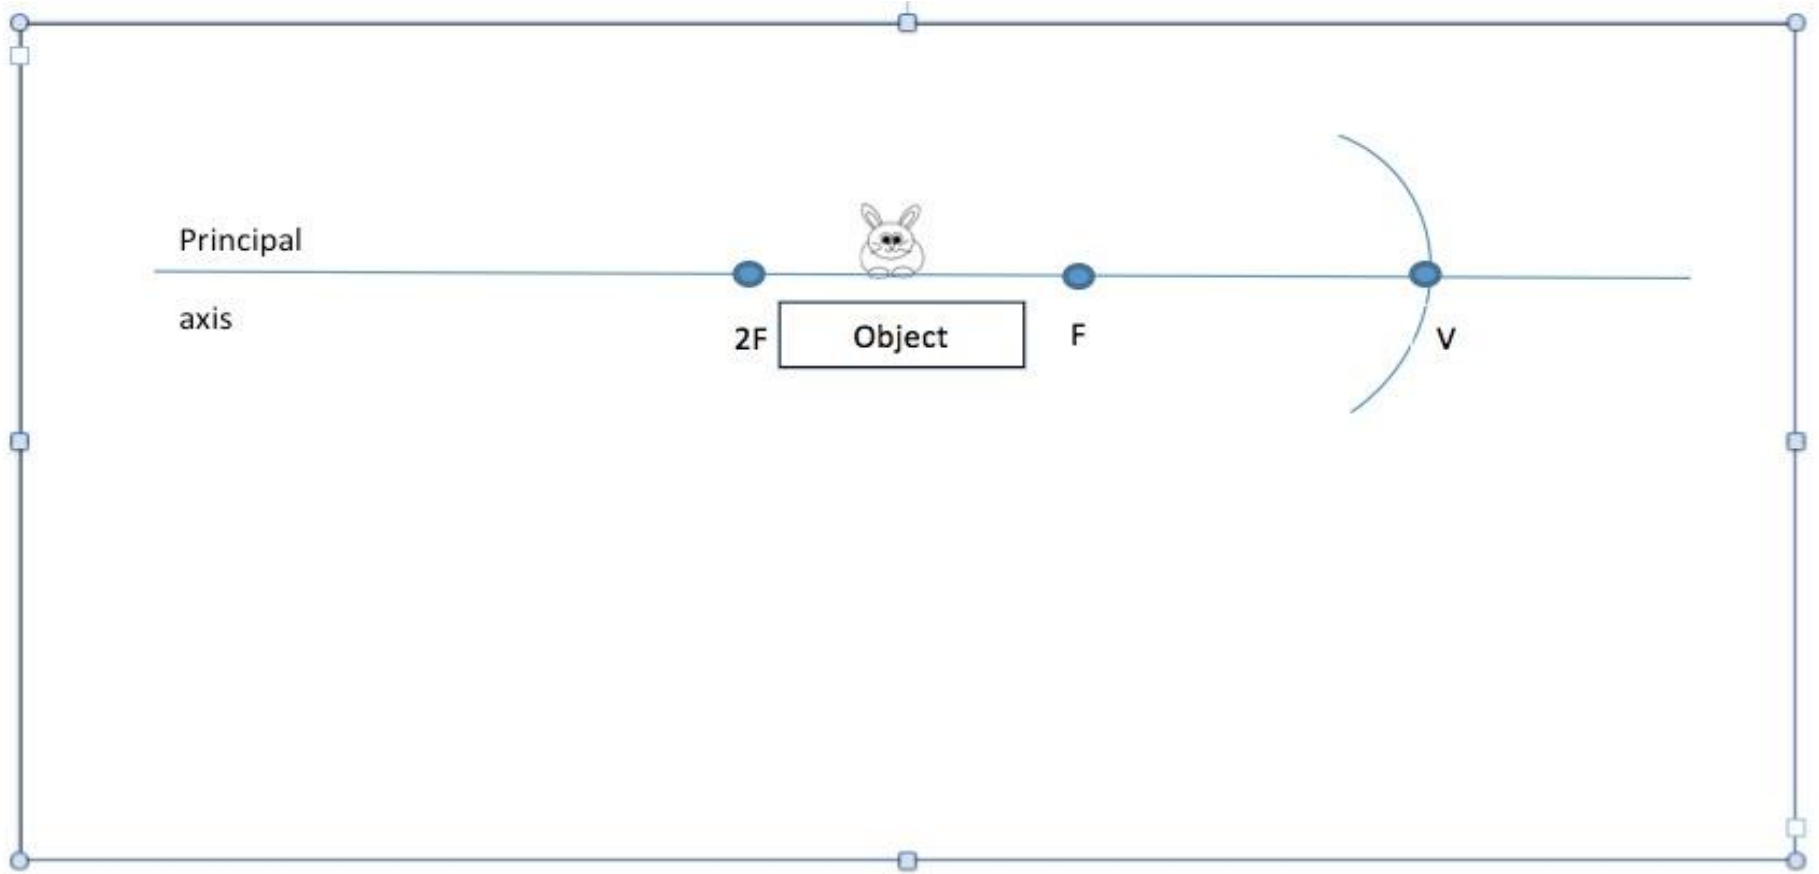 Principal
axis
2F
Object
F
V